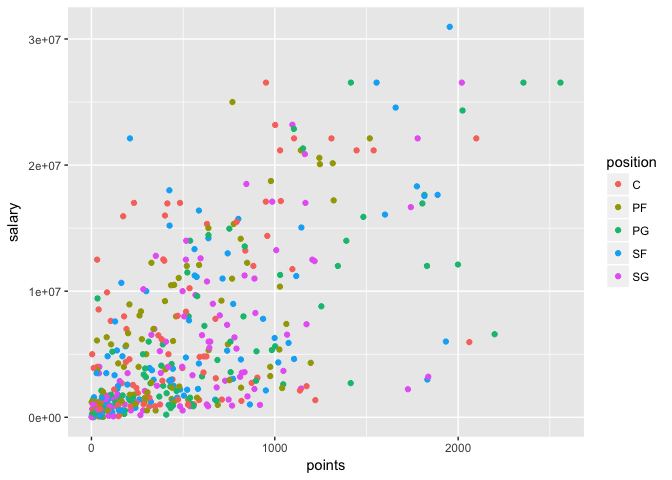 3e+07
2e+07
1e+07
0e+00
salary
0
1000
2000
points
position
C
PF
PG
SF
SG